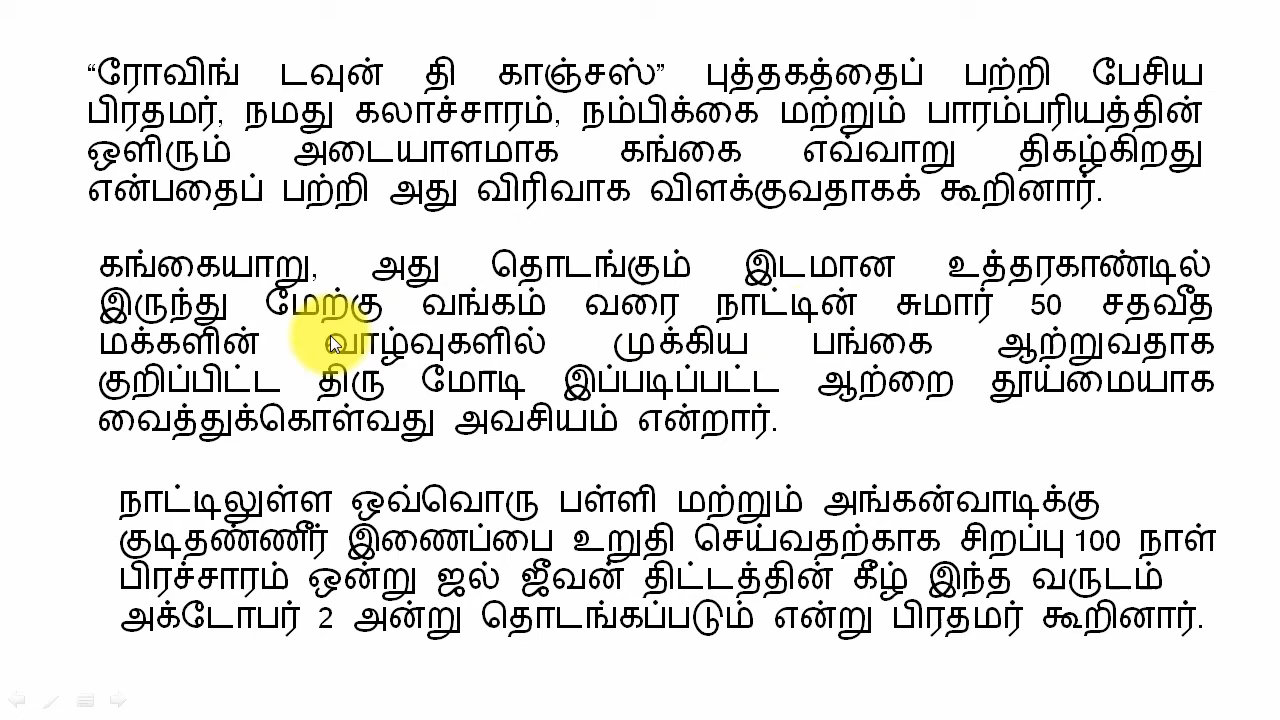 “ரோவிங் டவுன் தி காஞ்சஸ்” புத்தகத்தைப் பற்றி பேசிய
பிரதமர், நமது கலாச்சாரம், நம்பிக்கை மற்றும் பாரம்பரியத்தின்
ஒளிரும் அடையாளமாக கங்கை எவ்வாறு திகழ்கிறது
என்பதைப் பற்றி அது விரிவாக விளக்குவதாகக் கூறினார்.
கங்கையாறு, அது தொடங்கும் இடமான உத்தரகாண்டில்
இருந்து மேற்கு வங்கம் வரை நாட்டின் சுமார் 50 சதவீத
மக்களின் வாழ்வுகளில் முக்கிய பங்கை ஆற்றுவதாக
குறிப்பிட்ட திரு மோடி இப்படிப்பட்ட ஆற்றை தூய்மையாக
வைத்துக்கொள்வது அவசியம் என்றார்.
நாட்டிலுள்ள ஒவ்வொரு பள்ளி மற்றும் அங்கன்வாடிக்கு
குடிதண்ணீர் இணைப்பை உறுதி செய்வதற்காக சிறப்பு 100 நாள்
பிரச்சாரம் ஒன்று ஜல் ஜீவன் திட்டத்தின் கீழ் இந்த வருடம்
அக்டோபர் 2 அன்று தொடங்கப்படும் என்று பிரதமர் கூறினார்.